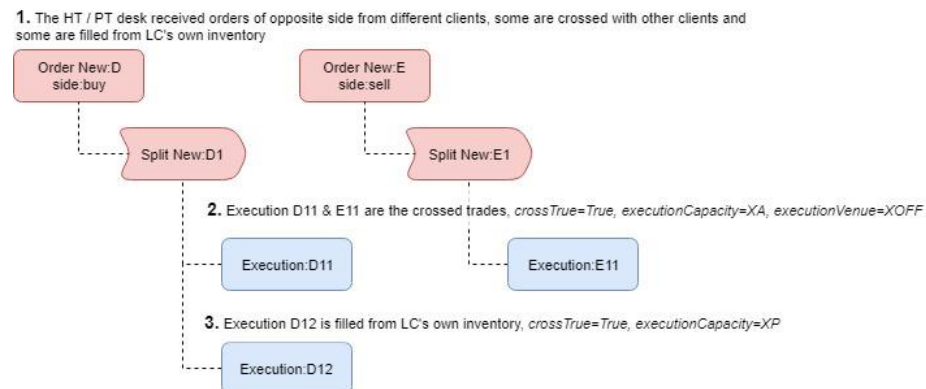 1. The HT / PT desk received orders of opposite side from different clients, some are crossed with other clients and
some are filled from LC's own inventory
Order New:D
side:buy
Order New:E
side:sell
Split New:D1
Split New:E1
2. Execution D11 & E11 are the crossed trades, crossTrue=True, executionCapacity=XA, executionVenue=XOFF
Execution:D11
Execution:E11
3. Execution D12 is filled from LC's own inventory, crossTrue=True, executionCapacity=XP
Execution:D12